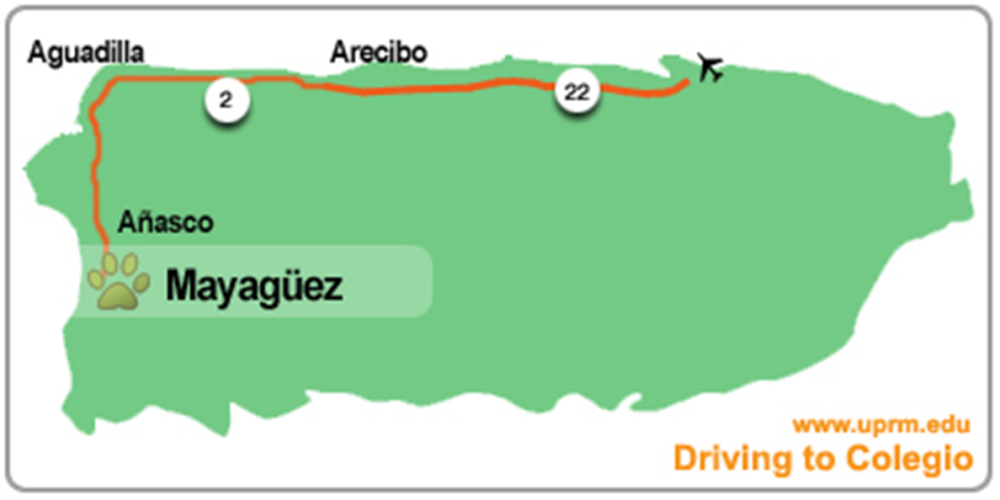 Aguadilla
Arecibo
2
22
Añasco
Mayagüez
www.uprm.edu
Driving to Colegio